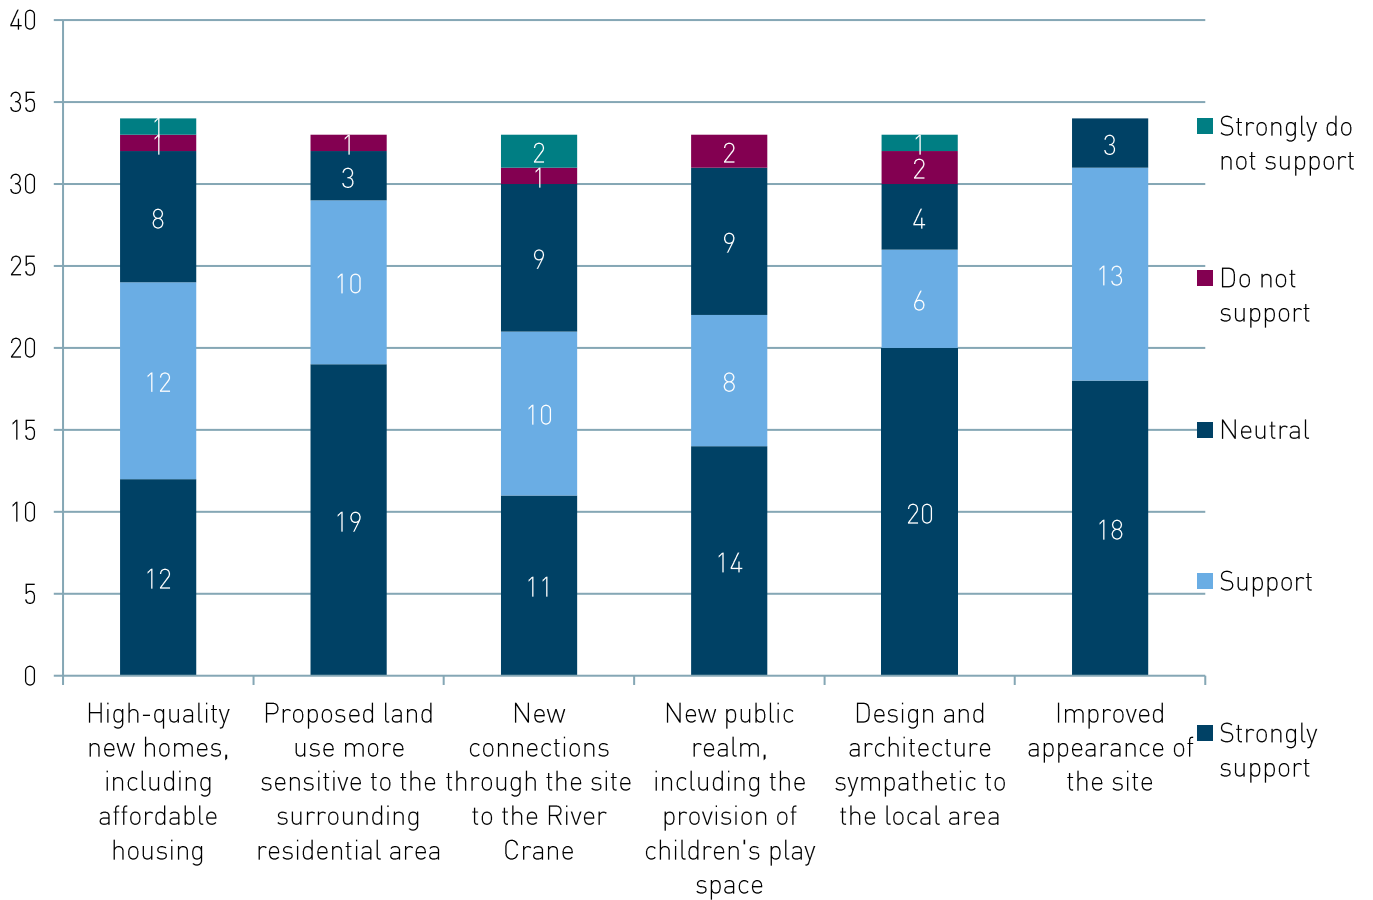 40
35
30
25
20
15
10
5
0
1
1
8
12
12
1
3
10
19
2
1
9
10
11
2
9
8
14
1
2
4
6
20
3
13
18
High-quality
new homes,
including
affordable
housing
Proposed land
use more
sensitive to the
surrounding
residential area
New
connections
through the site
to the River
Crane
New public
realm,
including the
provision of
children's play
space
Design and
architecture
sympathetic to
the local area
Improved
appearance of
the site
Strongly do
not support
Do not
support
Neutral
Support
Strongly
support